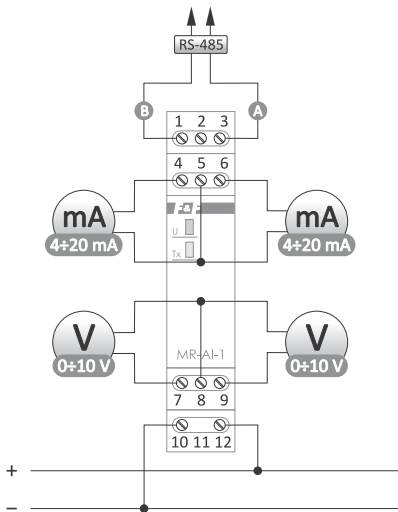 RS-485
B A
1 2 3
4 5 6
F&F
mA mA
4÷20 mA 4÷20 mA
U
Tx
V V
0÷10 V 0÷10 V
MR-AI-1
7 8 9
10 11 12
+
−